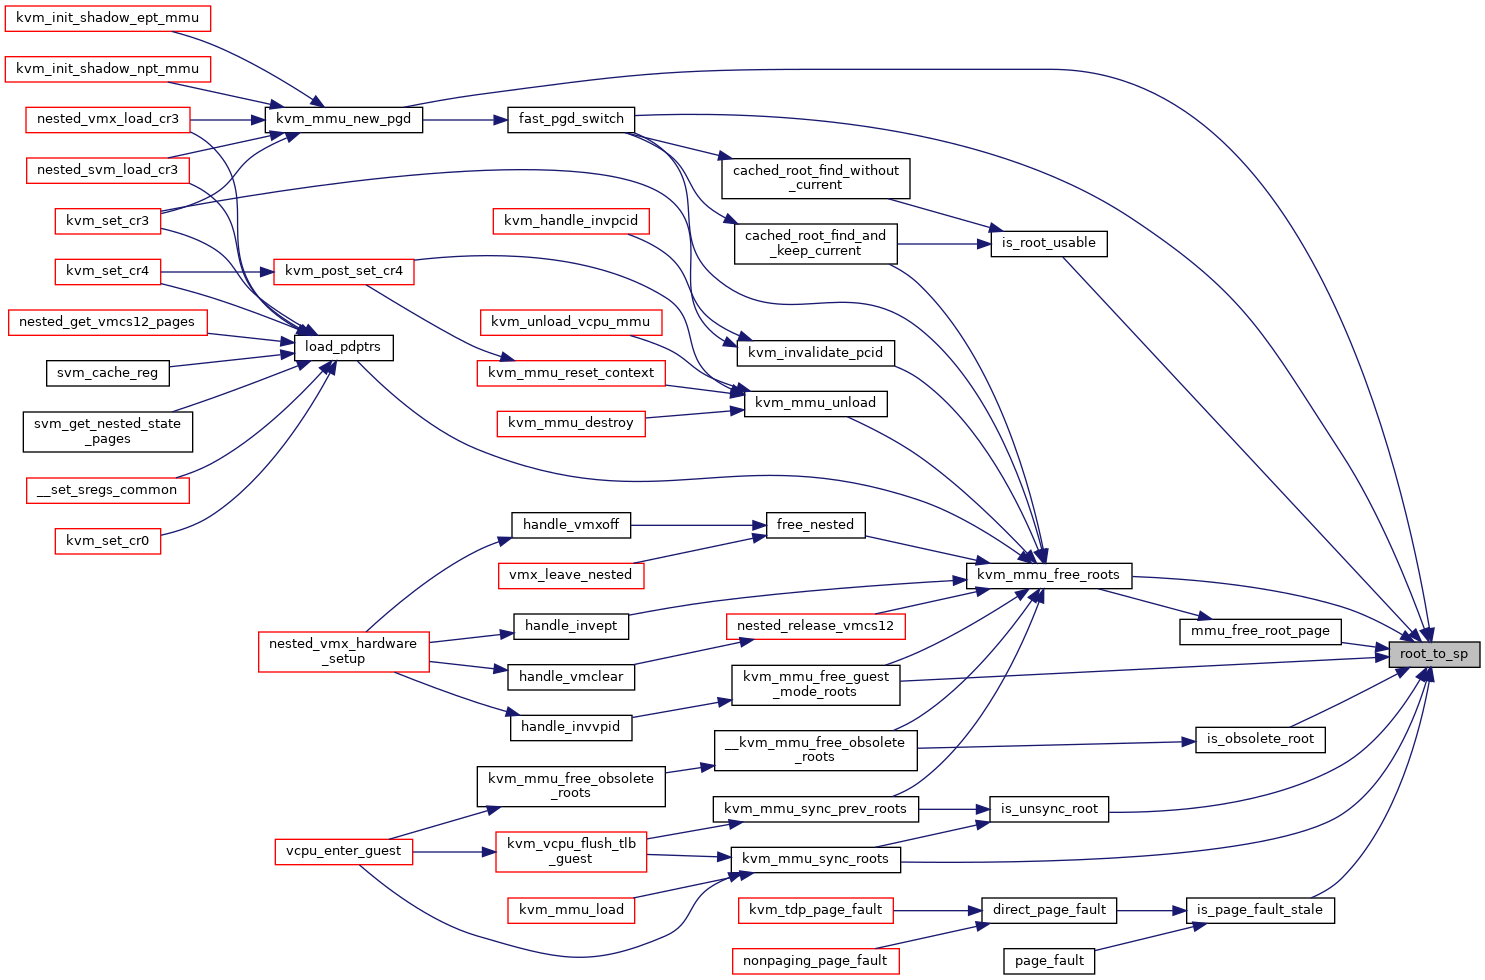 kvm_init_shadow_ept_mmu
kvm_init_shadow_npt_mmu
nested_vmx_load_cr3
kvm_mmu_new_pgd
fast_pgd_switch
nested_svm_load_cr3
cached_root_find_without
_current
kvm_set_cr3
kvm_handle_invpcid
cached_root_find_and
_keep_current
is_root_usable
kvm_set_cr4
kvm_post_set_cr4
nested_get_vmcs12_pages
kvm_unload_vcpu_mmu
load_pdptrs
kvm_invalidate_pcid
svm_cache_reg
kvm_mmu_reset_context
kvm_mmu_unload
svm_get_nested_state
_pages
kvm_mmu_destroy
__set_sregs_common
kvm_set_cr0
handle_vmxoff
free_nested
vmx_leave_nested
kvm_mmu_free_roots
handle_invept
nested_release_vmcs12
mmu_free_root_page
nested_vmx_hardware
_setup
root_to_sp
handle_vmclear
kvm_mmu_free_guest
_mode_roots
handle_invvpid
__kvm_mmu_free_obsolete
_roots
is_obsolete_root
kvm_mmu_free_obsolete
_roots
kvm_mmu_sync_prev_roots
is_unsync_root
vcpu_enter_guest
kvm_vcpu_flush_tlb
_guest
kvm_mmu_sync_roots
kvm_mmu_load
kvm_tdp_page_fault
direct_page_fault
is_page_fault_stale
nonpaging_page_fault
page_fault